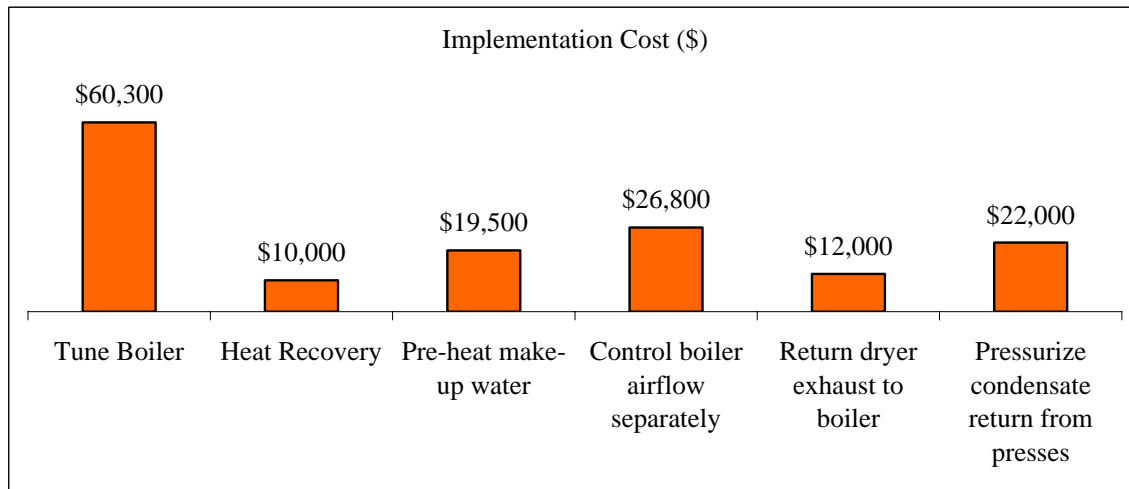 Implementation Cost ($)
$60,300
$10,000
$19,500
$26,800
$12,000
$22,000
Tune Boiler
Heat Recovery
Pre-heat make-
up water
Control boiler
airflow
separately
Return dryer
exhaust to
boiler
Pressurize
condensate
return from
presses